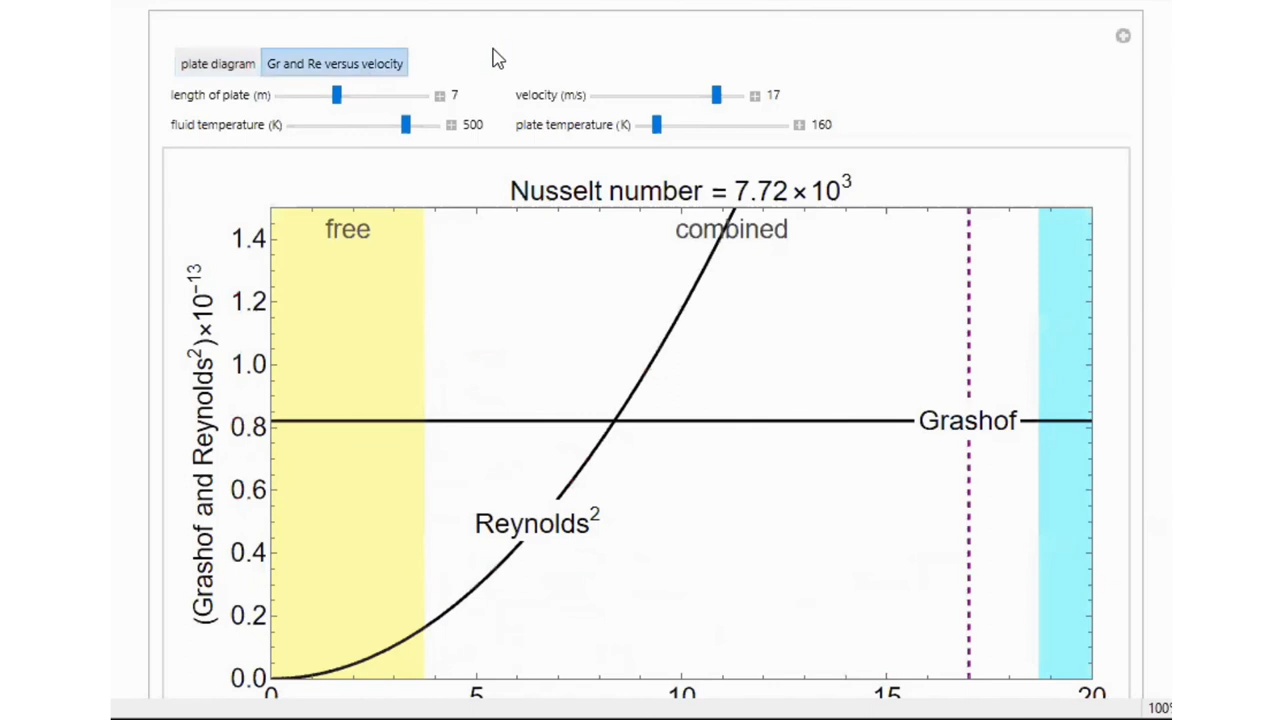 plate diagram Gr and Re versus velocity
length of plate (m) 7 velocity (m/s) 17
fluid temperature (K) 500 plate temperature (K) 160
Nusselt number = 7.72 × 10³
free combined
1.4
1.2
1.0
0.8
0.6
0.4
0.2
0.0
(Grashof and Reynolds²)×10⁻¹³
Grashof
Reynolds²
0 5 10 15 20
100%